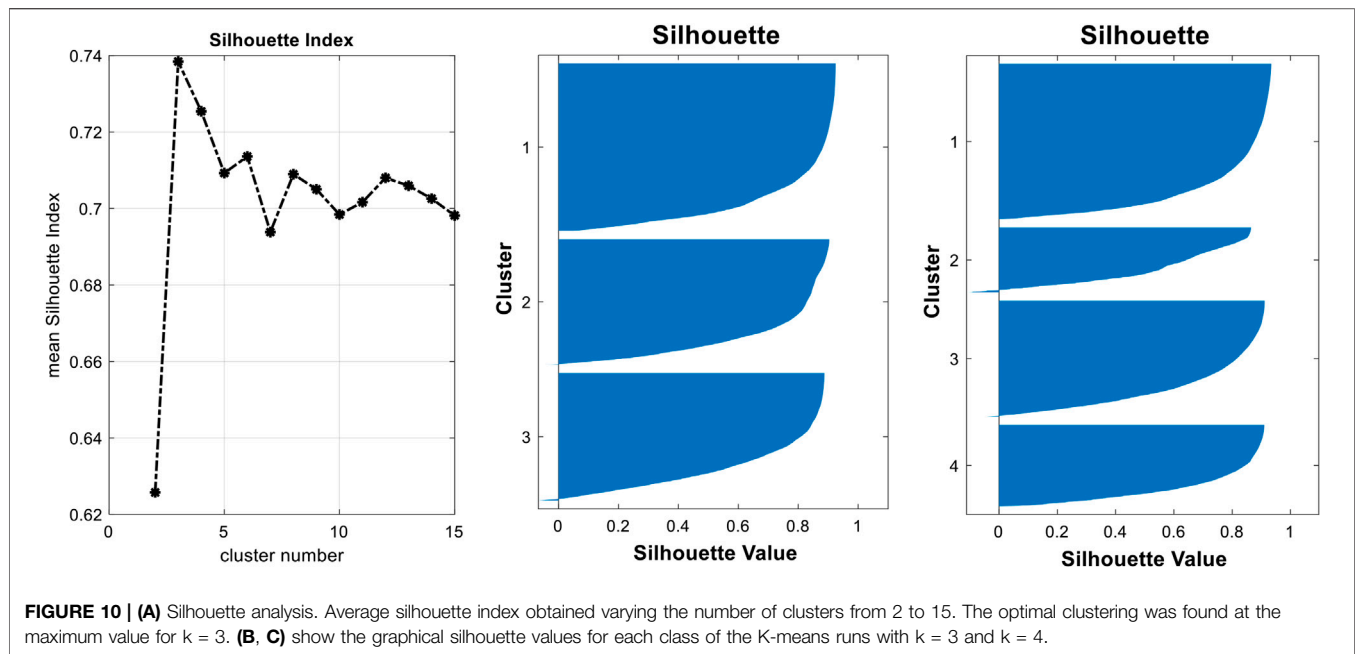 Silhouette Index
0.74
0.72
0.7
0.68
0.66
0.64
0.62
mean Silhouette Index
0 5 10 15
cluster number
Silhouette
1
2
3
Cluster
0 0.2 0.4 0.6 0.8 1
Silhouette Value
Silhouette
1
2
3
4
Cluster
0 0.2 0.4 0.6 0.8 1
Silhouette Value
FIGURE 10 | (A) Silhouette analysis. Average silhouette index obtained varying the number of clusters from 2 to 15. The optimal clustering was found at the
maximum value for k = 3. (B, C) show the graphical silhouette values for each class of the K-means runs with k = 3 and k = 4.